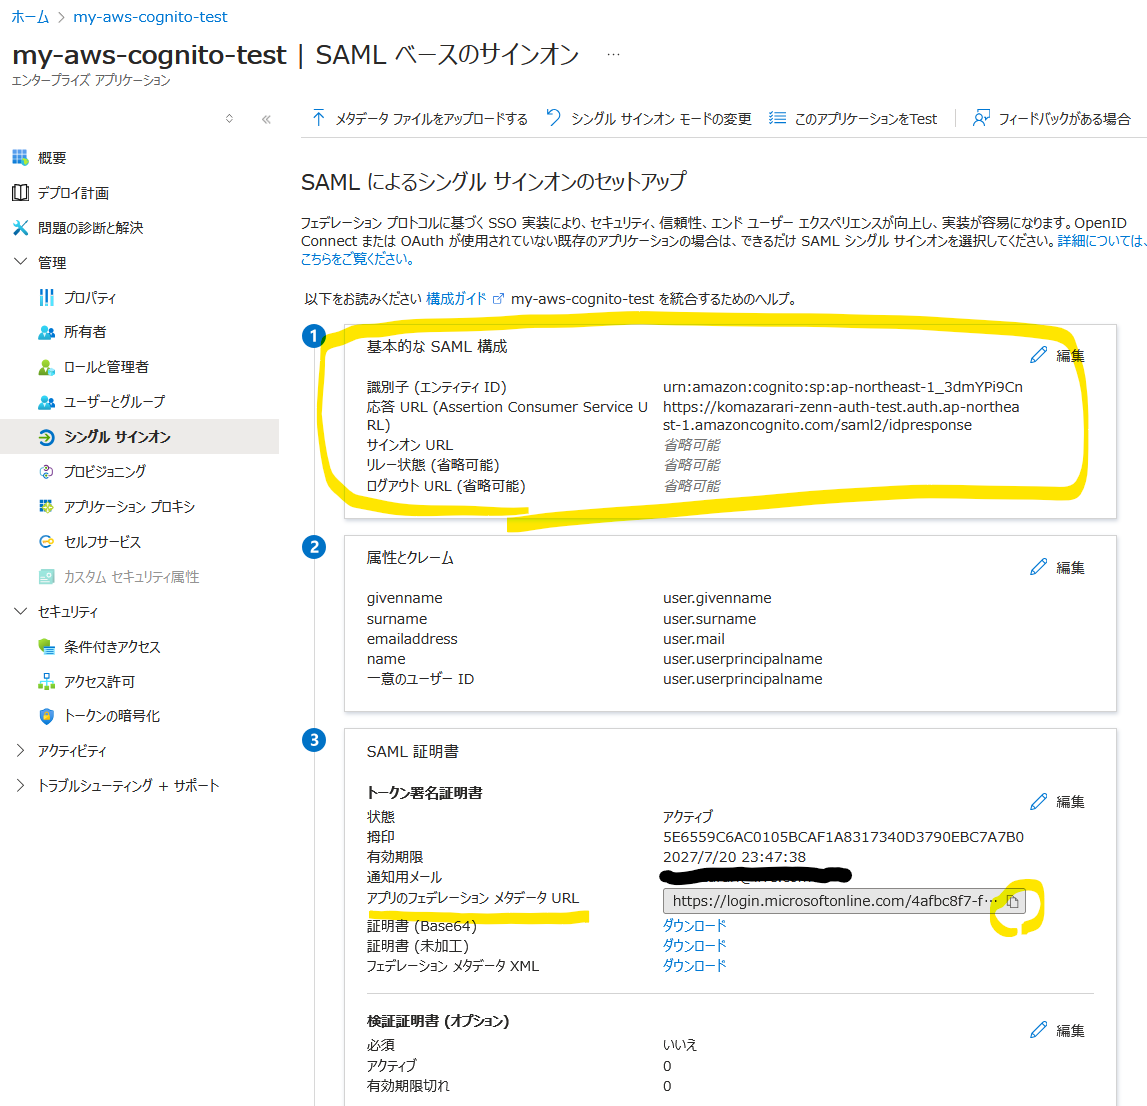 ホーム > my-aws-cognito-test
my-aws-cognito-test | SAML ベースのサインオン ...
エンタープライズ アプリケーション
メタデータ ファイルをアップロードする
シングル サインオン モードの変更
このアプリケーションをTest
フィードバックがある場合
概要
デプロイ計画
問題の診断と解決
管理
プロパティ
所有者
ロールと管理者
ユーザーとグループ
シングル サインオン
プロビジョニング
アプリケーション プロキシ
セルフサービス
カスタム セキュリティ属性
セキュリティ
条件付きアクセス
アクセス許可
トークンの暗号化
アクティビティ
トラブルシューティング + サポート
SAML によるシングル サインオンのセットアップ
フェデレーション プロトコルに基づく SSO 実装により、セキュリティ、信頼性、エンド ユーザー エクスペリエンスが向上し、実装が容易になります。OpenID
Connect または OAuth が使用されていない既存のアプリケーションの場合は、できるだけ SAML シングル サインオンを選択してください。詳細については、
こちらをご覧ください。
以下をお読みください 構成ガイド my-aws-cognito-test を統合するためのヘルプ。
1
基本的な SAML 構成
編集
識別子 (エンティティ ID) urn:amazon:cognito:sp:ap-northeast-1_3dmYPi9Cn
応答 URL (Assertion Consumer Service U https://komazarari-zenn-auth-test.auth.ap-northea
RL) st-1.amazoncognito.com/saml2/idpresponse
サインオン URL 省略可能
リレー状態 (省略可能) 省略可能
ログアウト URL (省略可能) 省略可能
2
属性とクレーム
編集
givenname user.givenname
surname user.surname
emailaddress user.mail
name user.userprincipalname
一意のユーザー ID user.userprincipalname
3
SAML 証明書
トークン署名証明書
編集
状態 アクティブ
拇印 5E6559C6AC0105BCAF1A8317340D3790EBC7A7B0
有効期限 2027/7/20 23:47:38
通知用メール
アプリのフェデレーション メタデータ URL https://login.microsoftonline.com/4afbc8f7-f...
証明書 (Base64) ダウンロード
証明書 (未加工) ダウンロード
フェデレーション メタデータ XML ダウンロード
検証証明書 (オプション)
編集
必須 いいえ
アクティブ 0
有効期限切れ 0